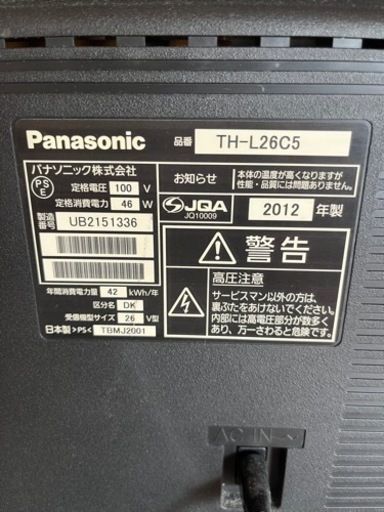 Panasonic
品番 TH-L26C5
パナソニック株式会社
PS E
定格電圧 100 V
定格消費電力 46 W
製造番号 UB2151336
年間消費電力量 42 kWh/年
区分名 DK
受信機型サイズ 26 V型
日本製 >PS< TBMJ2001
お知らせ
本体の温度が高くなりますが
性能・品質には問題ありません。
JQA
JQ10009
2012 年製
警告
高圧注意
サービスマン以外の方は、
裏ぶたをあけないでください。
内部には高電圧部分が数多く
あり、万一さわると危険です。
AC IN